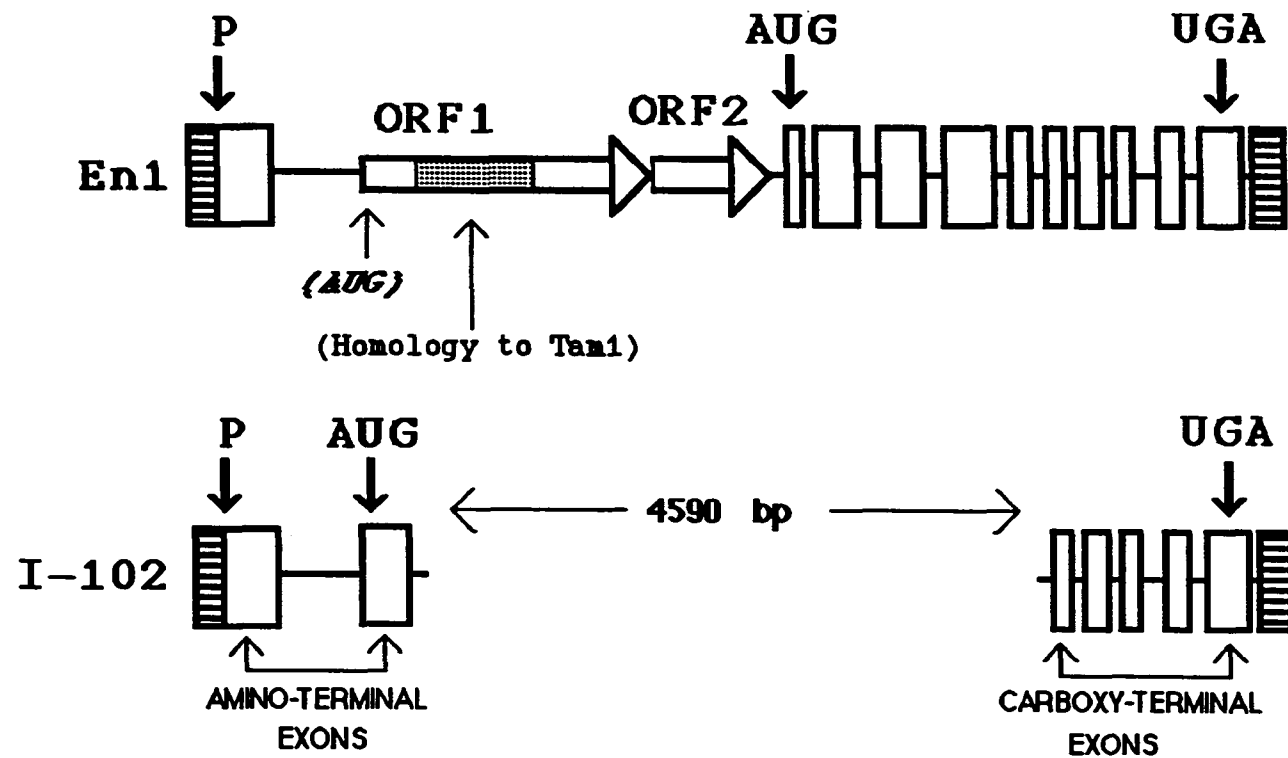 P AUG UGA
ORF1 ORF2
En1
(AUG)
(Homology to Tam1)
P AUG UGA
4590 bp
I-102
AMINO-TERMINAL
EXONS
CARBOXY-TERMINAL
EXONS